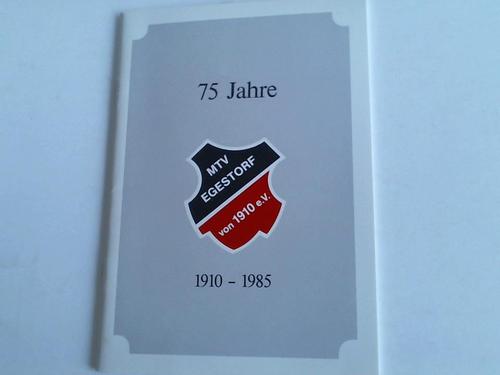 75 Jahre
MTV
EGESTORF
von 1910 e.V.
1910 - 1985